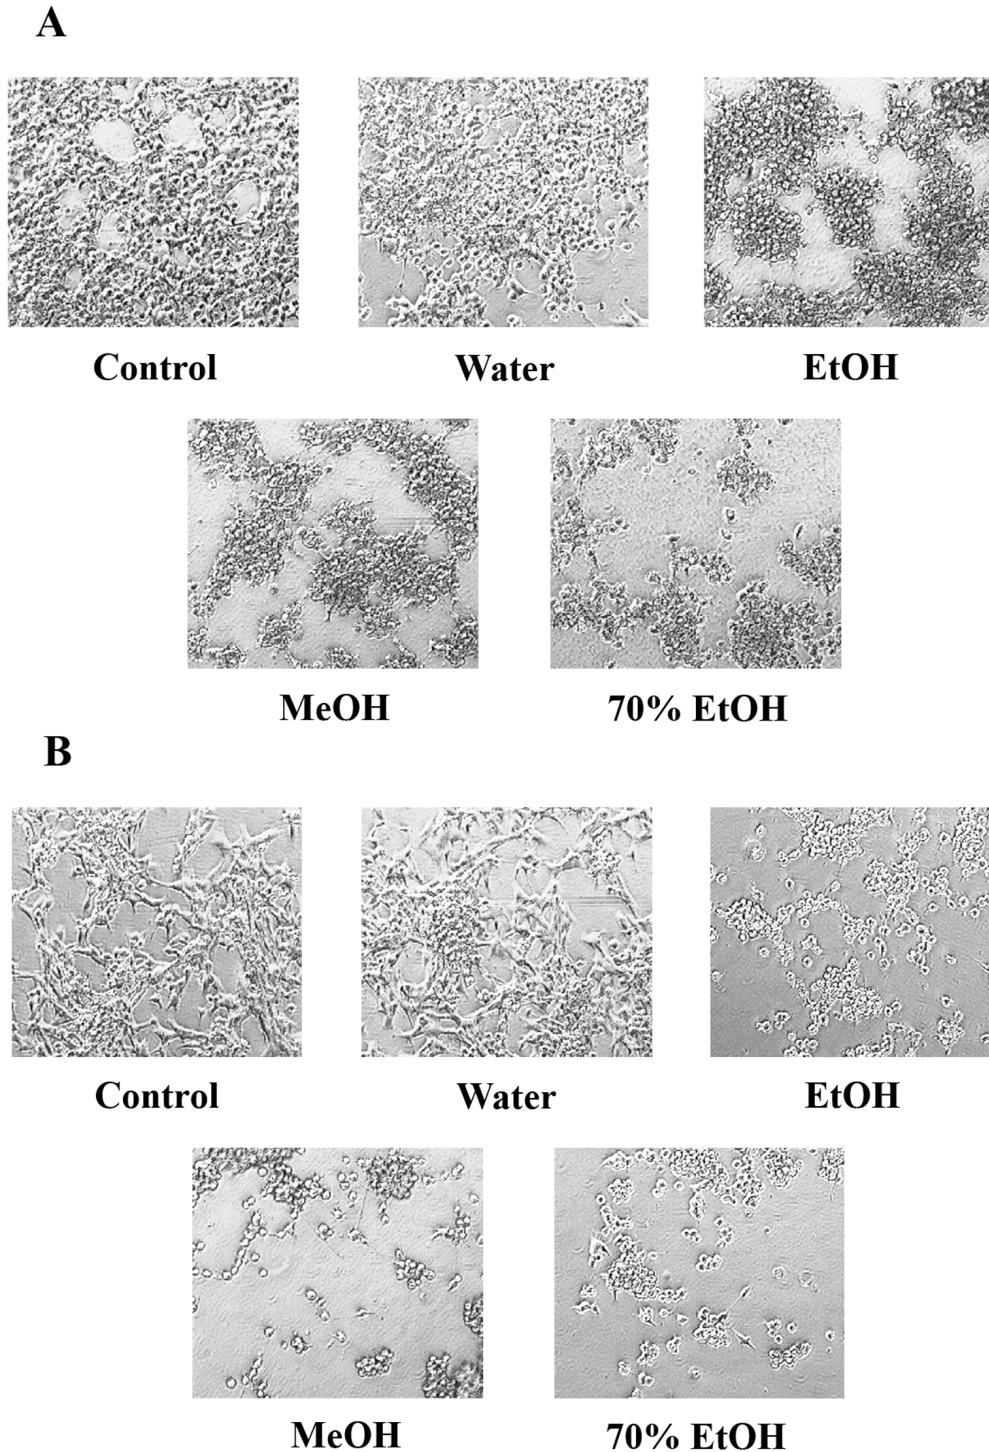 A
Control
Water
EtOH
MeOH
70% EtOH
B
Control
Water
EtOH
MeOH
70% EtOH